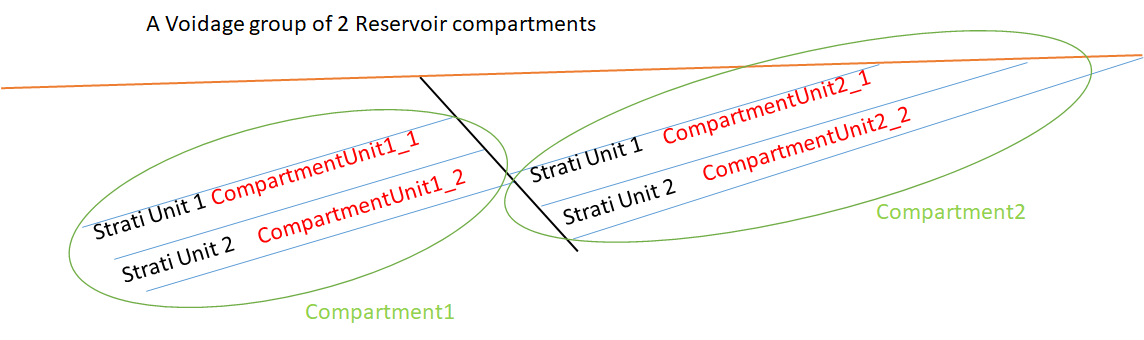 A Voidage group of 2 Reservoir compartments
Strati Unit 1 CompartmentUnit1_1
Strati Unit 2 CompartmentUnit1_2
Compartment1
Strati Unit 1 CompartmentUnit2_1
Strati Unit 2 CompartmentUnit2_2
Compartment2